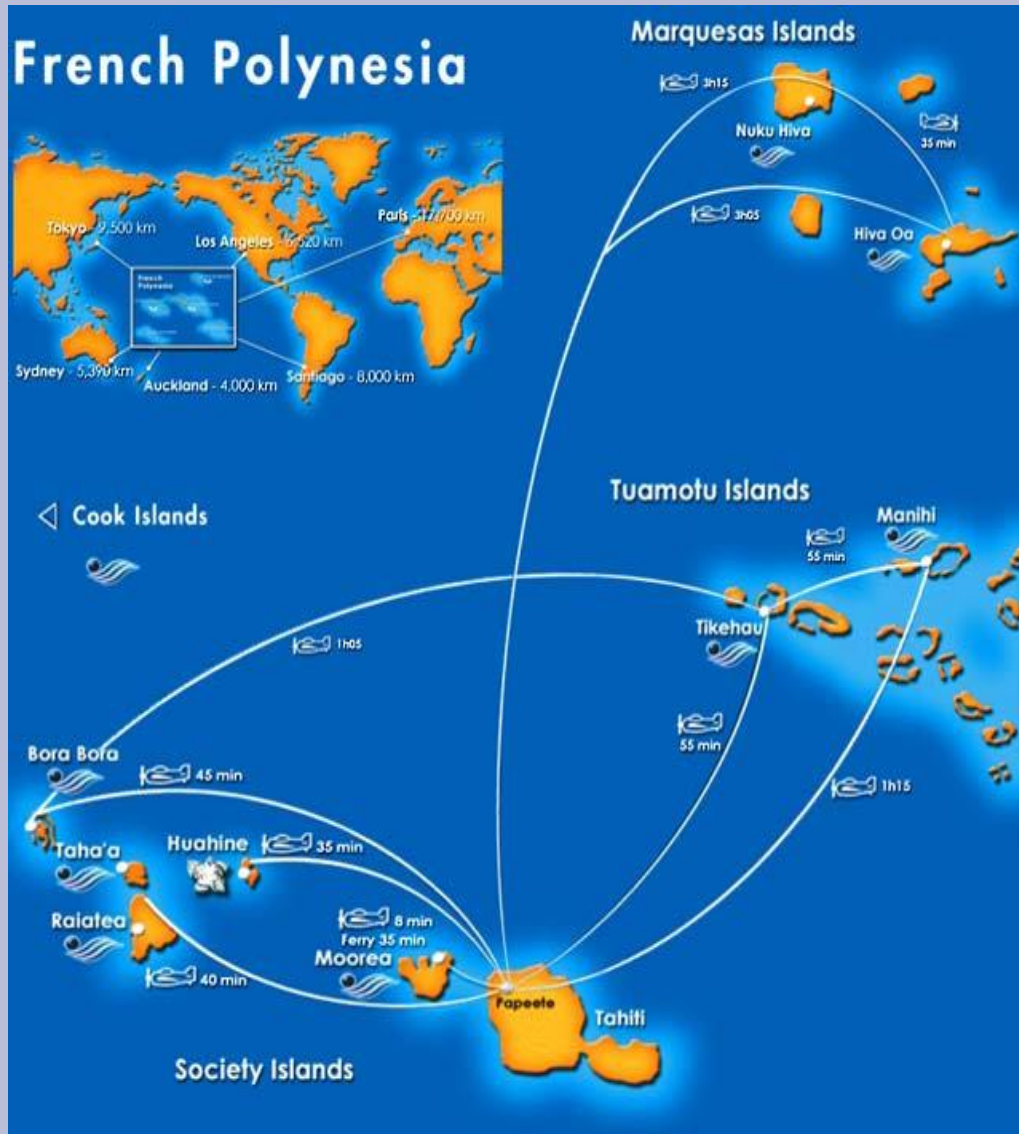 French Polynesia
Tokyo - 9,500 km
Los Angeles - 6,520 km
Paris - 17,700 km
French
Polynesia
Sydney - 5,390 km
Auckland - 4,000 km
Santiago - 8,000 km
Marquesas Islands
3h15
Nuku Hiva
35 min
3h05
Hiva Oa
Cook Islands
Tuamotu Islands
Manihi
55 min
Tikehau
1h05
55 min
1h15
Bora Bora
45 min
Taha'a
Huahine
35 min
Raiatea
40 min
8 min
Ferry 35 min
Moorea
Papeete
Tahiti
Society Islands